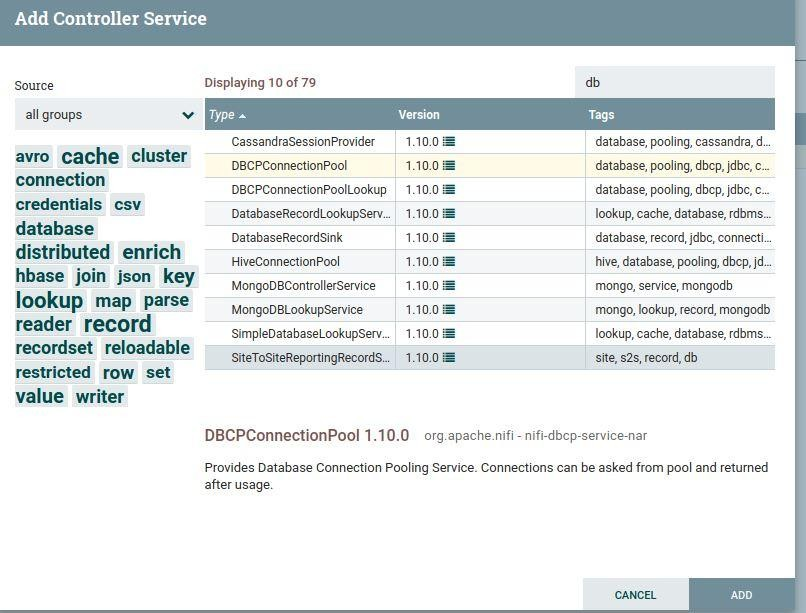 Add Controller Service
Source
Displaying 10 of 79
db
all groups
Type Version Tags
avro cache cluster
connection
credentials csv
database
distributed enrich
hbase join json key
lookup map parse
reader record
recordset reloadable
restricted row set
value writer
CassandraSessionProvider 1.10.0 database, pooling, cassandra, d...
DBCPConnectionPool 1.10.0 database, pooling, dbcp, jdbc, c...
DBCPConnectionPoolLookup 1.10.0 database, pooling, dbcp, jdbc, c...
DatabaseRecordLookupServ... 1.10.0 lookup, cache, database, rdbms...
DatabaseRecordSink 1.10.0 database, record, jdbc, connecti...
HiveConnectionPool 1.10.0 hive, database, pooling, dbcp, jd...
MongoDBControllerService 1.10.0 mongo, service, mongodb
MongoDBLookupService 1.10.0 mongo, lookup, record, mongodb
SimpleDatabaseLookupServ... 1.10.0 lookup, cache, database, rdbms...
SiteToSiteReportingRecordS... 1.10.0 site, s2s, record, db
DBCPConnectionPool 1.10.0 org.apache.nifi - nifi-dbcp-service-nar
Provides Database Connection Pooling Service. Connections can be asked from pool and returned
after usage.
CANCEL ADD